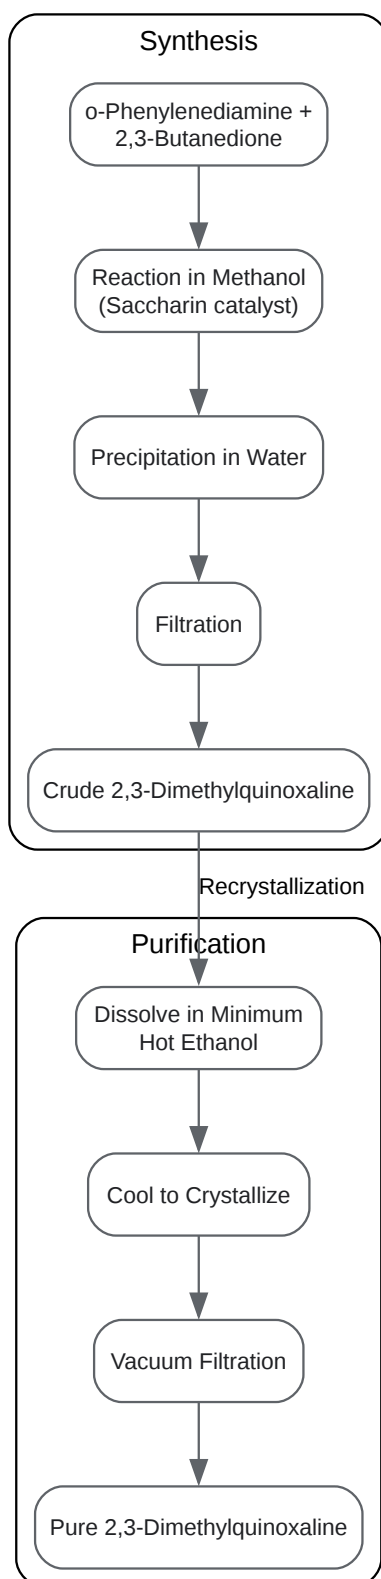 Synthesis
o-Phenylenediamine +
2,3-Butanedione
Reaction in Methanol
(Saccharin catalyst)
Precipitation in Water
Filtration
Crude 2,3-Dimethylquinoxaline
Recrystallization
Purification
Dissolve in Minimum
Hot Ethanol
Cool to Crystallize
Vacuum Filtration
Pure 2,3-Dimethylquinoxaline